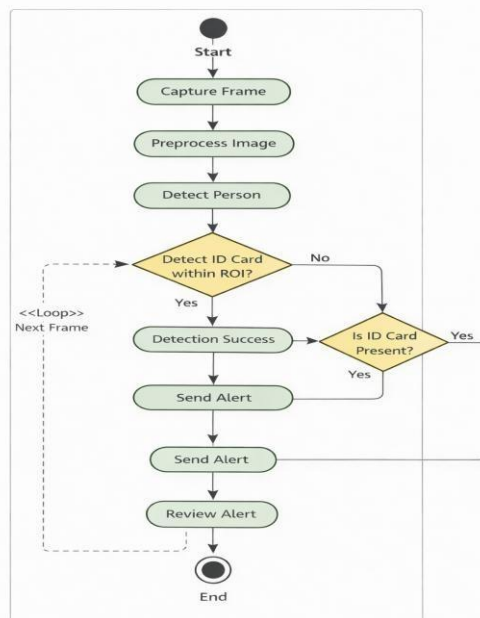 Start
Capture Frame
Preprocess Image
Detect Person
Detect ID Card
within ROI?
No
Yes
<<Loop>>
Next Frame
Detection Success
Is ID Card
Present?
Yes
Yes
Send Alert
Send Alert
Review Alert
End